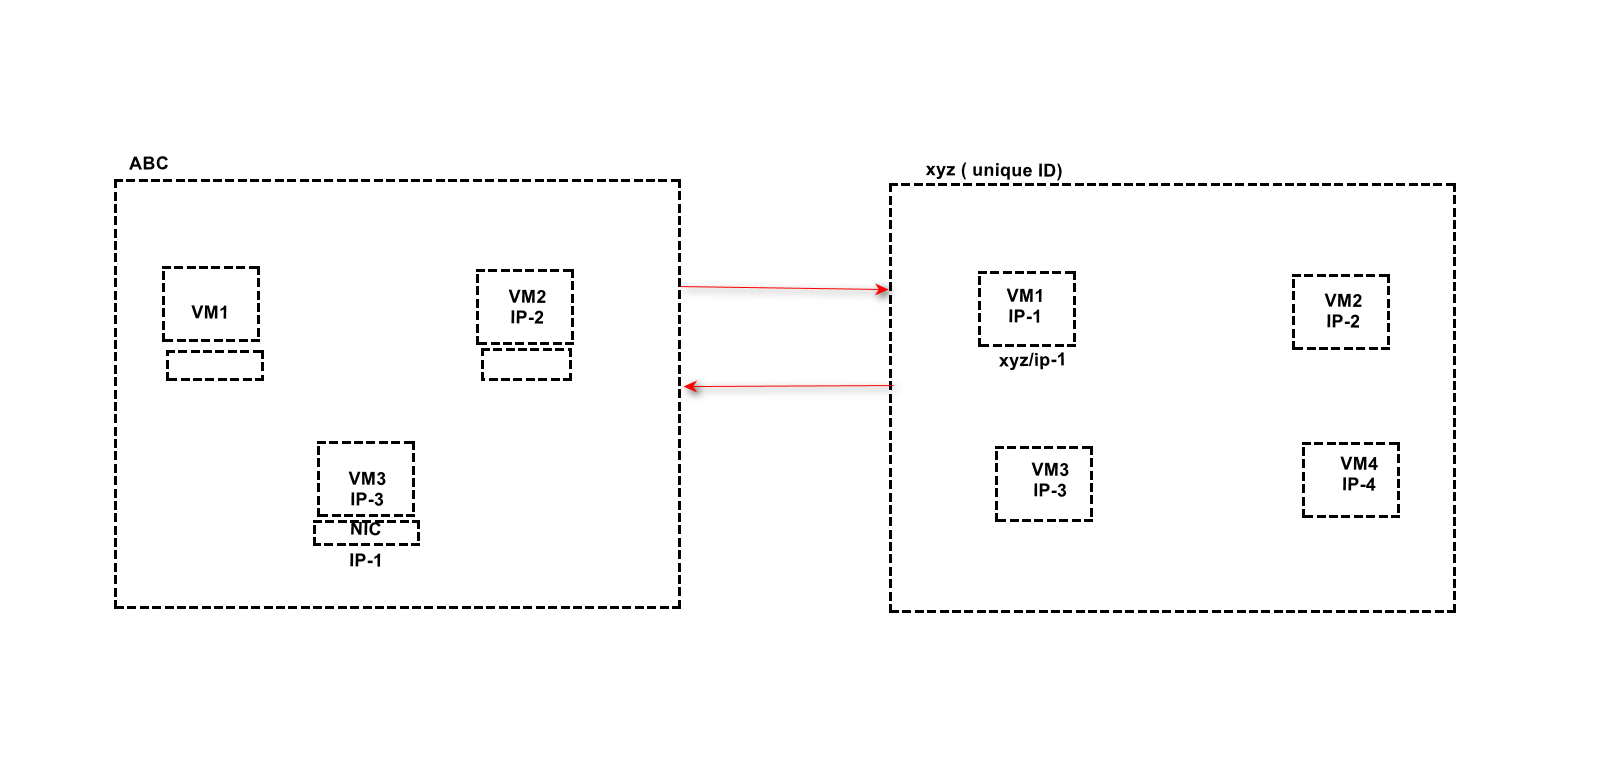 ABC
VM1
VM2
IP-2
VM3
IP-3
NIC
IP-1
xyz ( unique ID)
VM1
IP-1
xyz/ip-1
VM2
IP-2
VM3
IP-3
VM4
IP-4